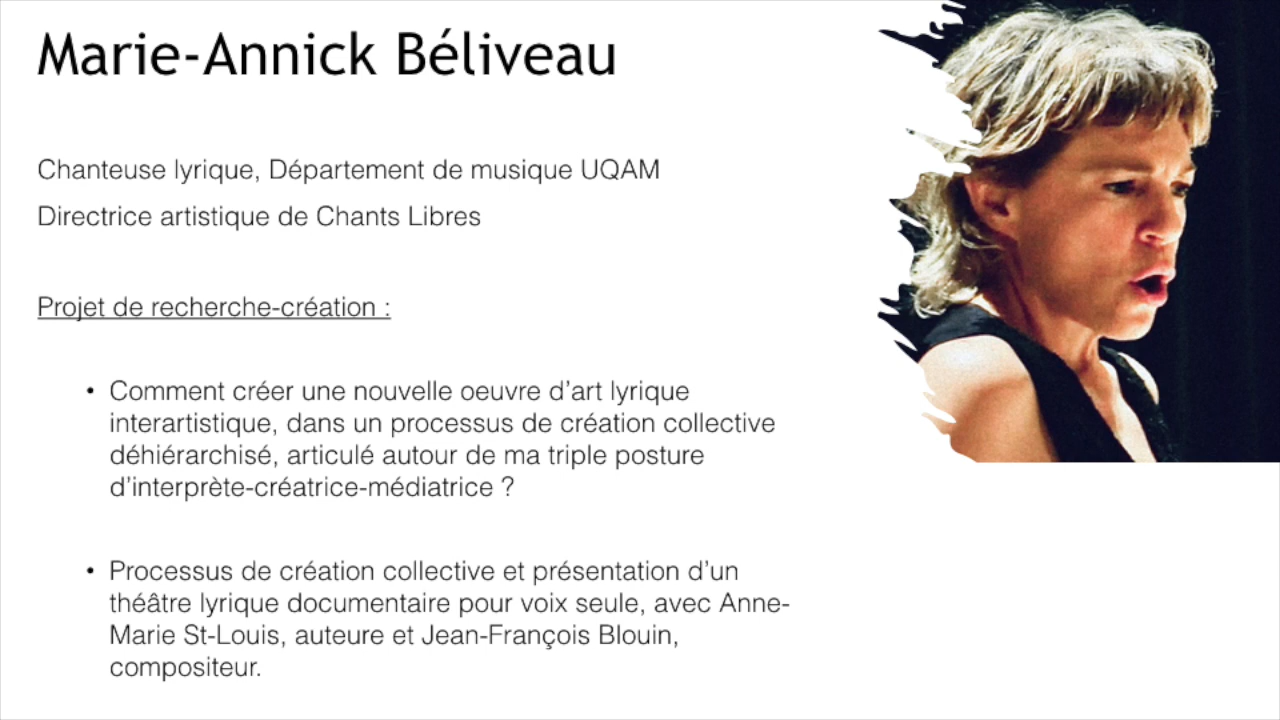 Marie-Annick Béliveau
Chanteuse lyrique, Département de musique UQAM
Directrice artistique de Chants Libres
Projet de recherche-création :
• Comment créer une nouvelle oeuvre d’art lyrique
interartistique, dans un processus de création collective
déhiérarchisé, articulé autour de ma triple posture
d’interprète-créatrice-médiatrice ?
• Processus de création collective et présentation d’un
théâtre lyrique documentaire pour voix seule, avec Anne-
Marie St-Louis, auteure et Jean-François Blouin,
compositeur.